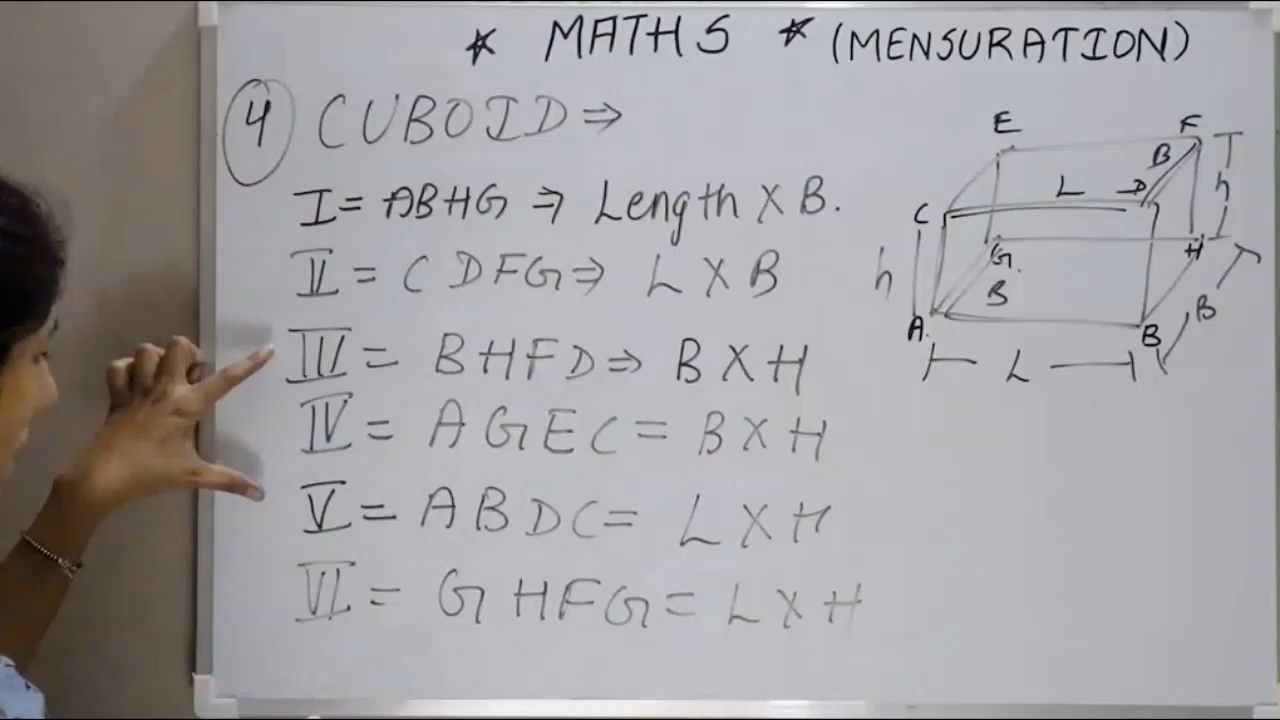 * MATHS * (MENSURATION)
4 CUBOID ⇒
I = ABHG ⇒ Length X B.
II = CDFG ⇒ L X B
III = BHFD ⇒ B X H
IV = AGEC = B X H
V = ABDC = L X H
VI = GHFG = L X H
E F
B
L → D h
C
G. H
h B
A. B B
L